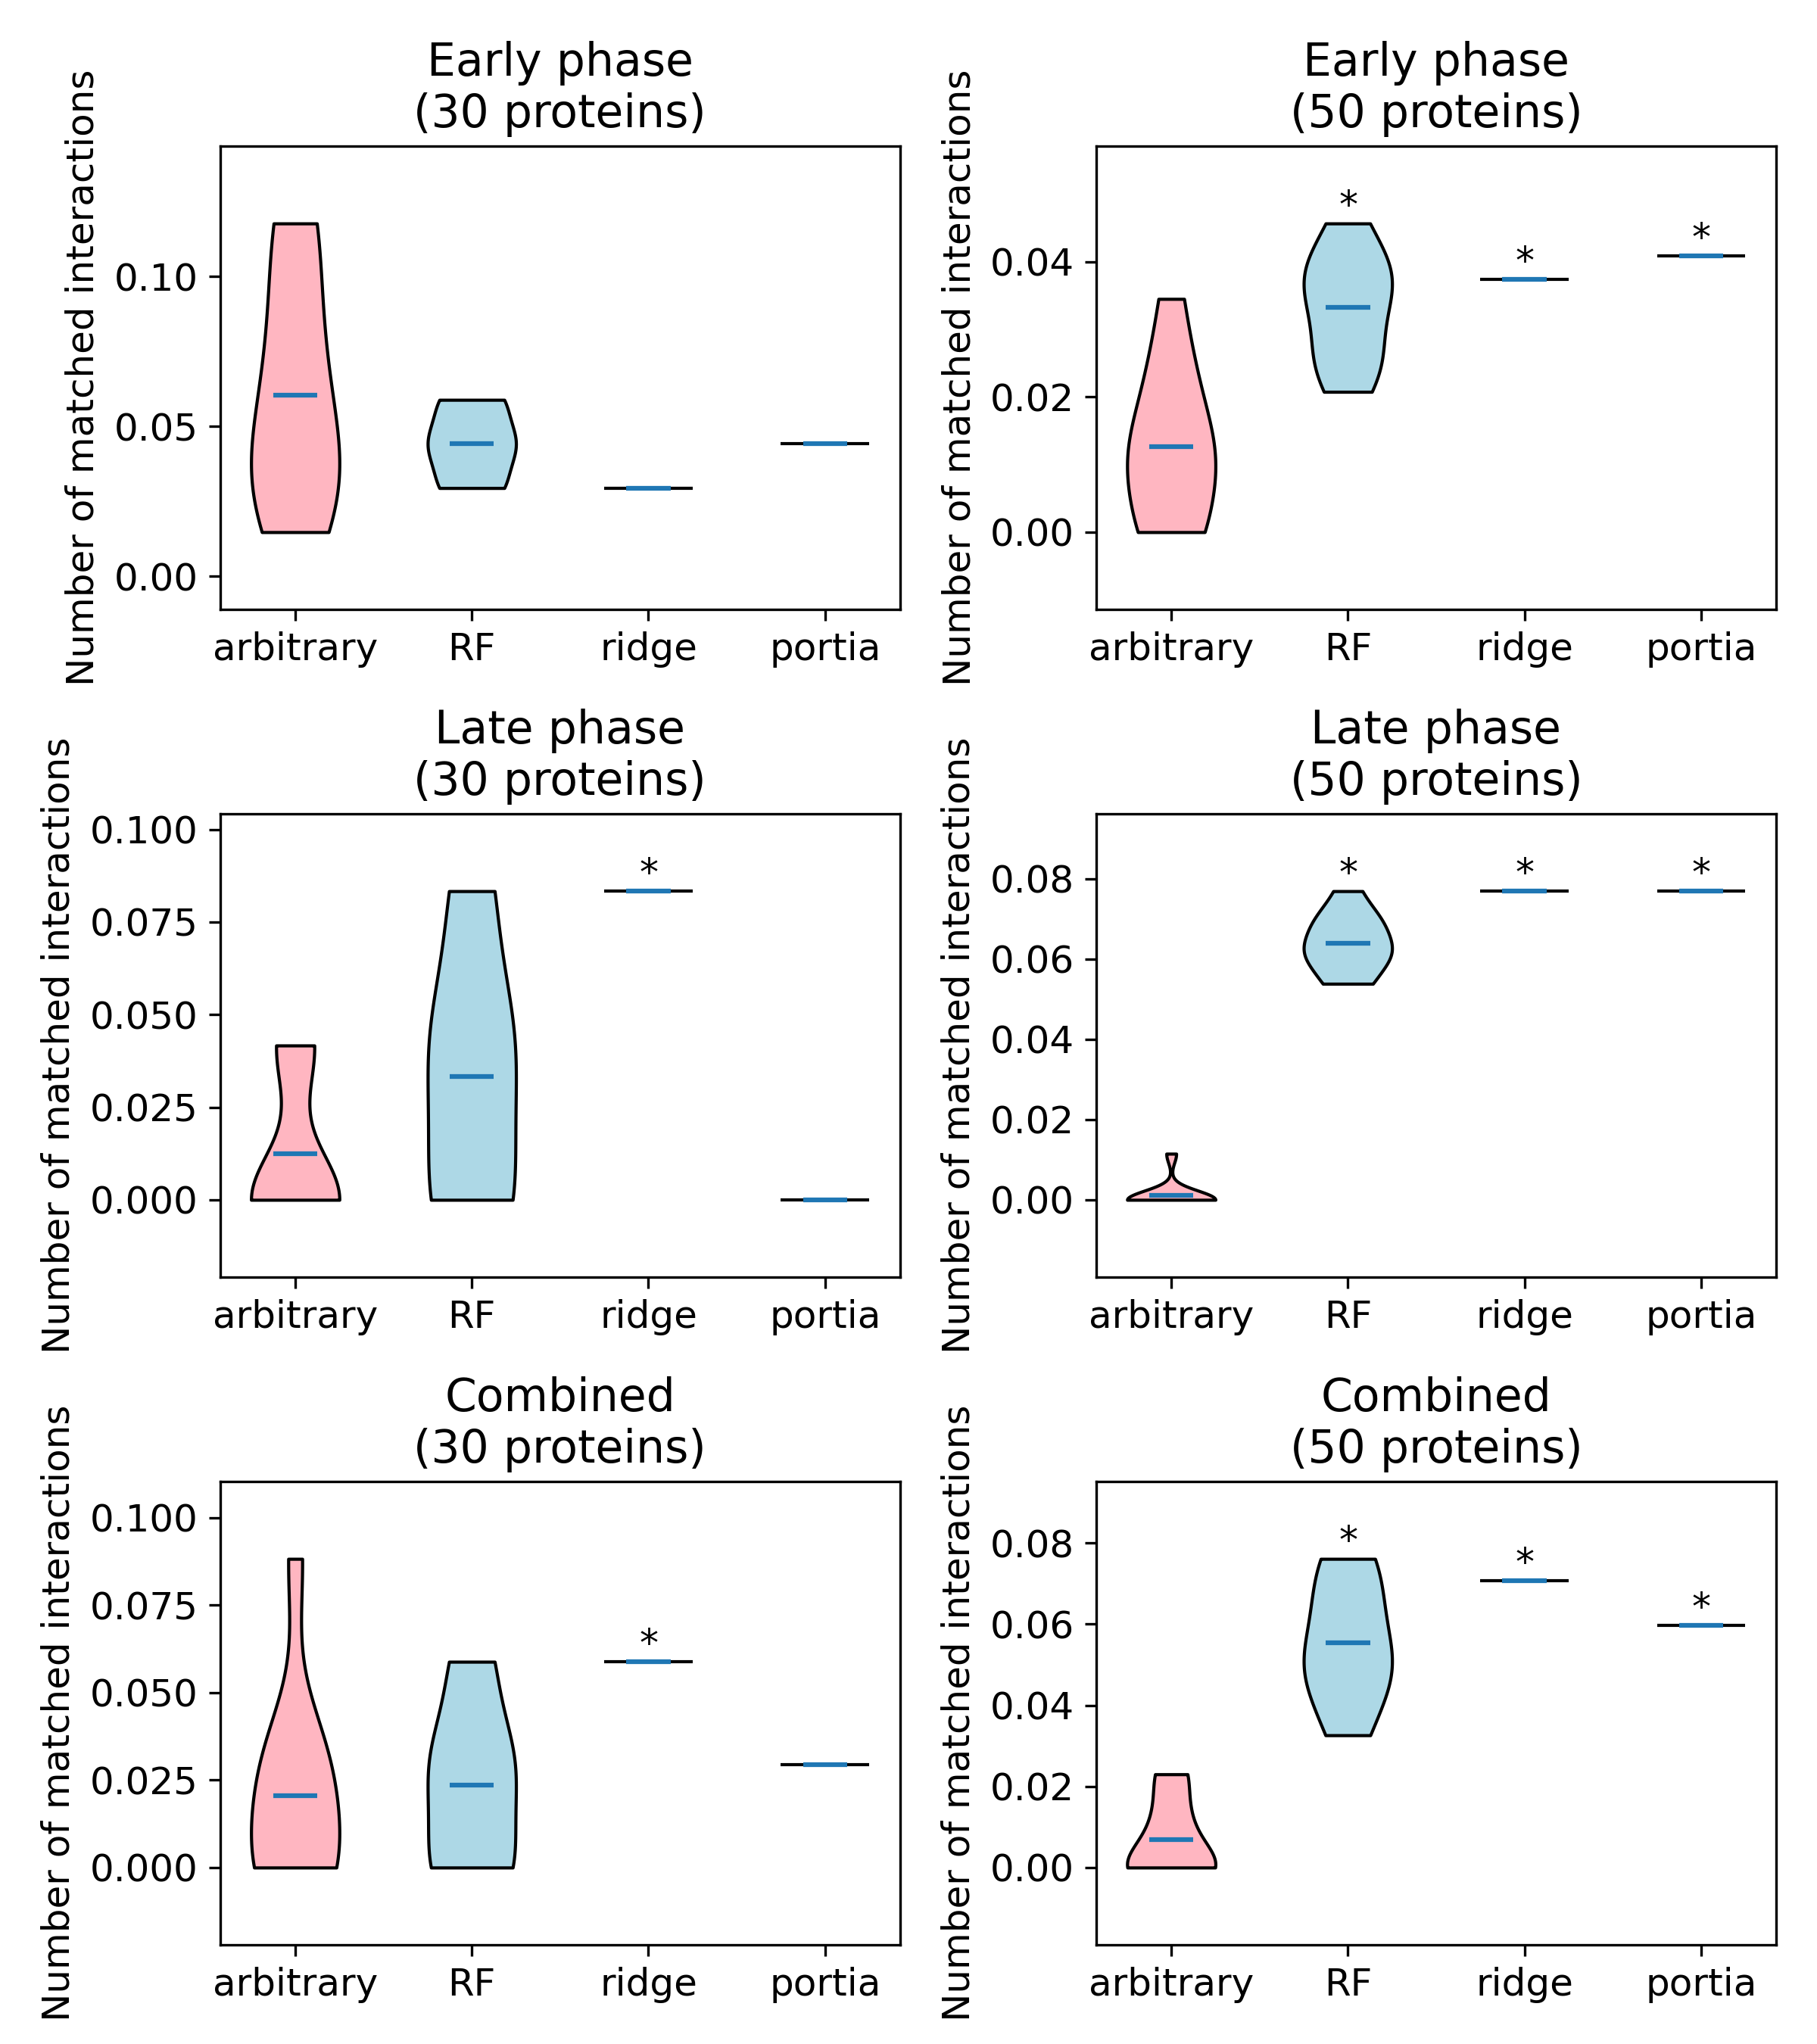 Early phase
(30 proteins)
Number of matched interactions
0.10
0.05
0.00
arbitrary RF ridge portia
Early phase
(50 proteins)
Number of matched interactions
0.04
0.02
0.00
*
*
*
arbitrary RF ridge portia
Late phase
(30 proteins)
Number of matched interactions
0.100
0.075
0.050
0.025
0.000
*
arbitrary RF ridge portia
Late phase
(50 proteins)
Number of matched interactions
0.08
0.06
0.04
0.02
0.00
* * *
arbitrary RF ridge portia
Combined
(30 proteins)
Number of matched interactions
0.100
0.075
0.050
0.025
0.000
*
arbitrary RF ridge portia
Combined
(50 proteins)
Number of matched interactions
0.08
0.06
0.04
0.02
0.00
*
*
*
arbitrary RF ridge portia